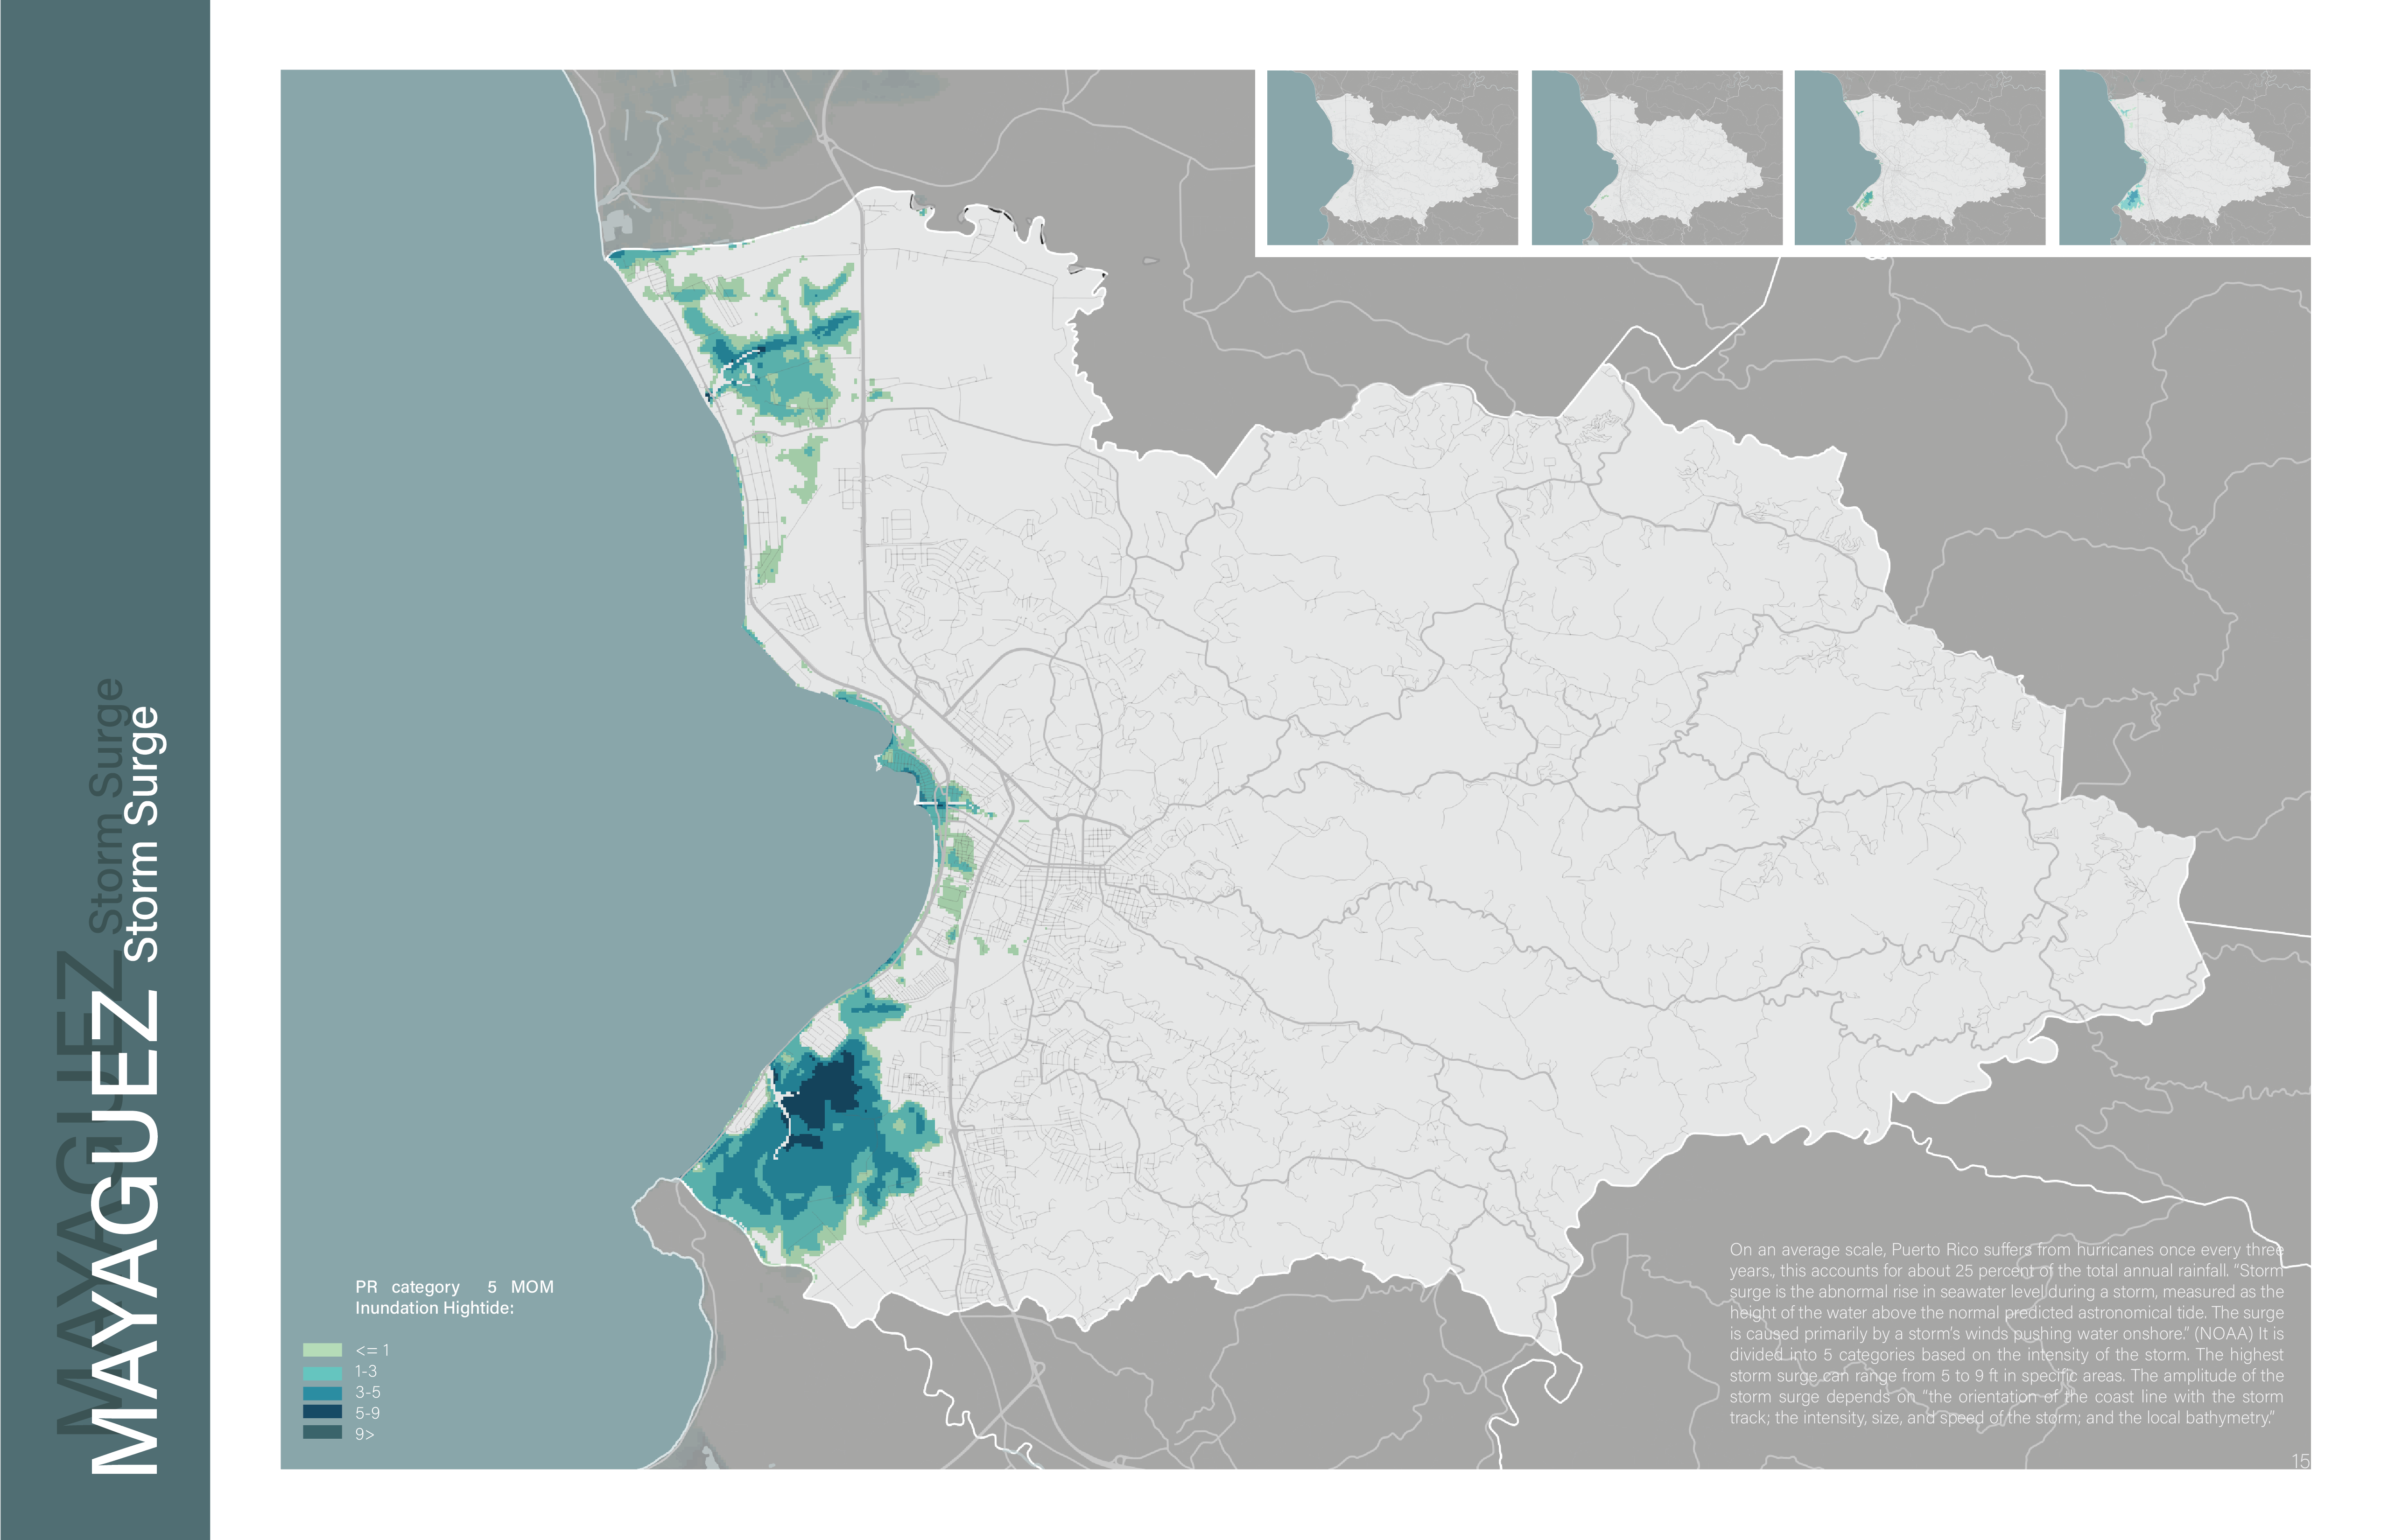 MAYAGUEZ Storm Surge
MAYAGUEZ Storm Surge
PR category 5 MOM
Inundation Hightide:
<= 1
1-3
3-5
5-9
9>
On an average scale, Puerto Rico suffers from hurricanes once every three
years., this accounts for about 25 percent of the total annual rainfall. “Storm
surge is the abnormal rise in seawater level during a storm, measured as the
height of the water above the normal predicted astronomical tide. The surge
is caused primarily by a storm’s winds pushing water onshore.” (NOAA) It is
divided into 5 categories based on the intensity of the storm. The highest
storm surge can range from 5 to 9 ft in specific areas. The amplitude of the
storm surge depends on “the orientation of the coast line with the storm
track; the intensity, size, and speed of the storm; and the local bathymetry.”
15